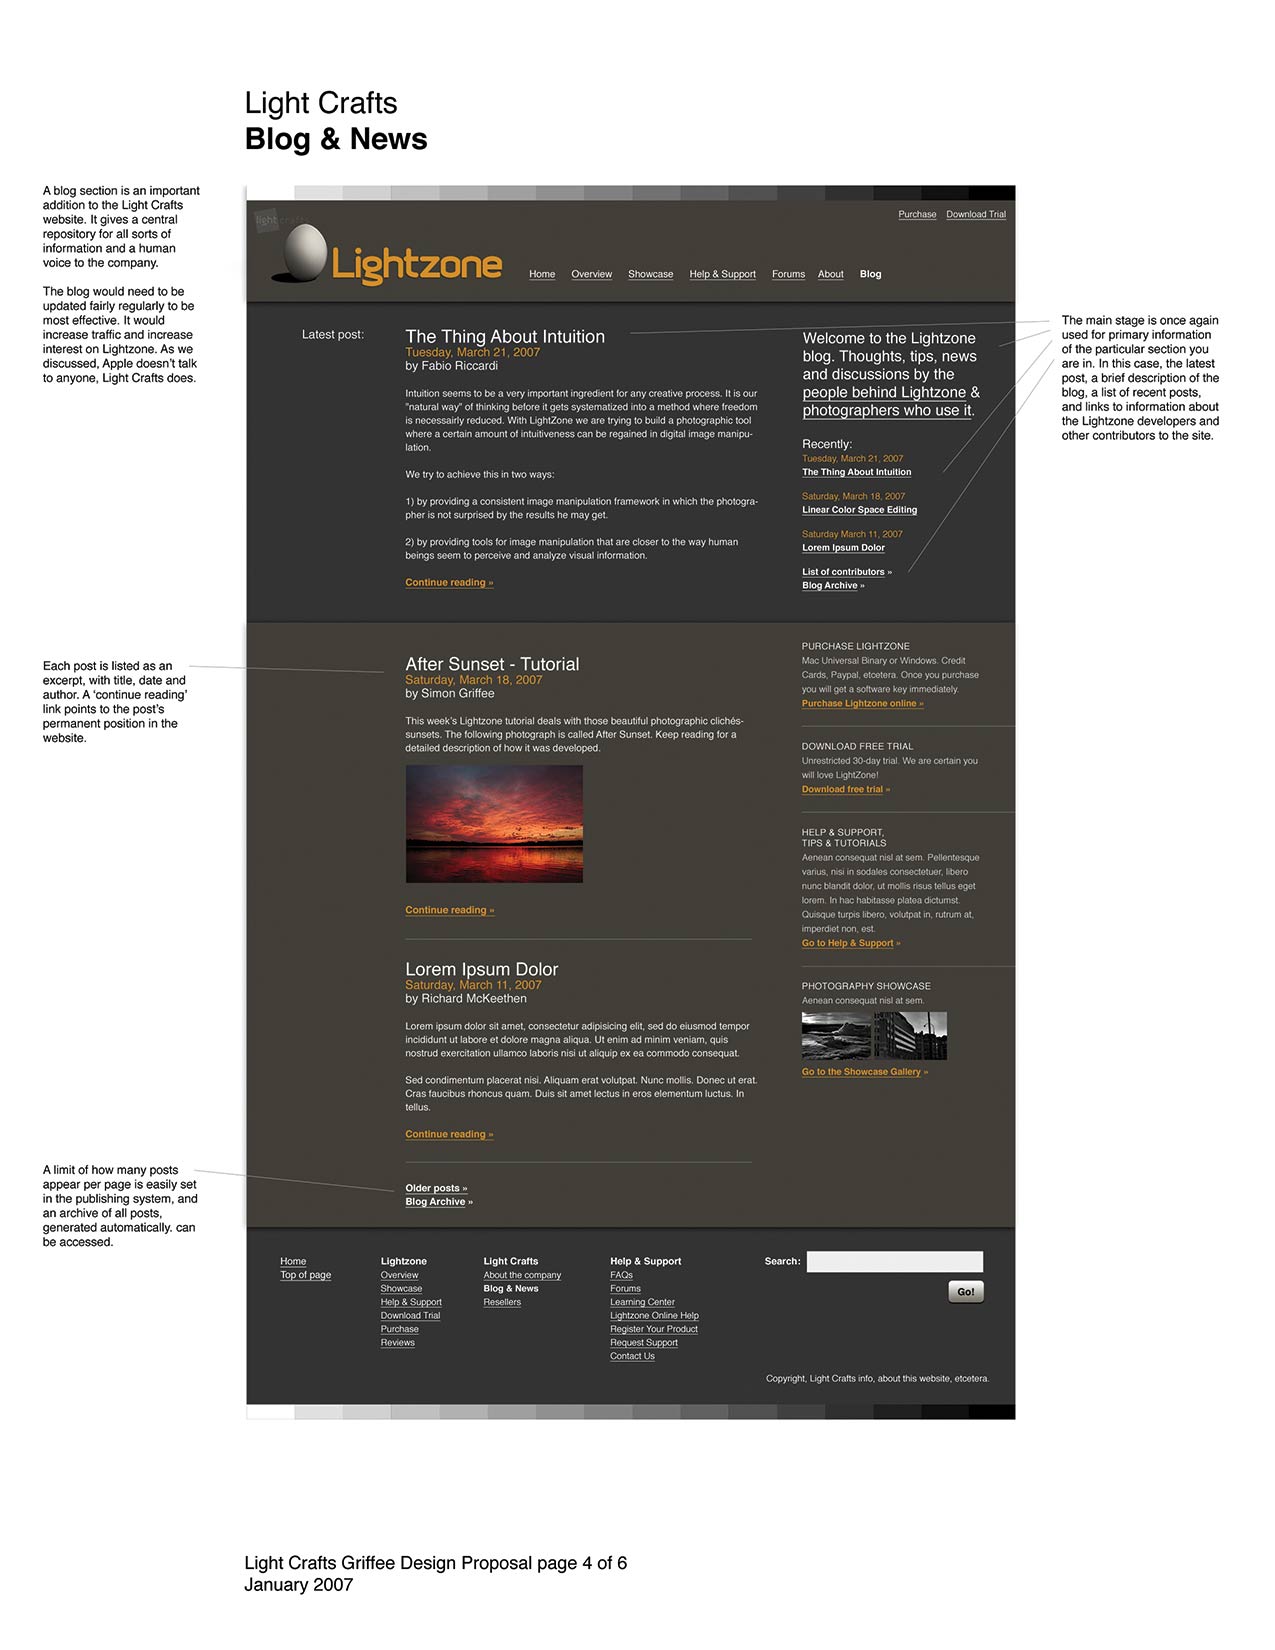 Light Crafts
Blog & News
A blog section is an important
addition to the Light Crafts
website. It gives a central
repository for all sorts of
information and a human
voice to the company.
The blog would need to be
updated fairly regularly to be
most effective. It would
increase traffic and increase
interest on Lightzone. As we
discussed, Apple doesn't talk
to anyone, Light Crafts does.
lightcrafts
Purchase Download Trial
Lightzone
Home Overview Showcase Help & Support Forums About Blog
Latest post:
The Thing About Intuition
Tuesday, March 21, 2007
by Fabio Riccardi
Intuition seems to be a very important ingredient for any creative process. It is our
"natural way" of thinking before it gets systematized into a method where freedom
is necessairly reduced. With LightZone we are trying to build a photographic tool
where a certain amount of intuitiveness can be regained in digital image manipu-
lation.
We try to achieve this in two ways:
1) by providing a consistent image manipulation framework in which the photogra-
pher is not surprised by the results he may get.
2) by providing tools for image manipulation that are closer to the way human
beings seem to perceive and analyze visual information.
Continue reading »
Welcome to the Lightzone
blog. Thoughts, tips, news
and discussions by the
people behind Lightzone &
photographers who use it.
Recently:
Tuesday, March 21, 2007
The Thing About Intuition
Saturday, March 18, 2007
Linear Color Space Editing
Saturday March 11, 2007
Lorem Ipsum Dolor
List of contributors »
Blog Archive »
The main stage is once again
used for primary information
of the particular section you
are in. In this case, the latest
post, a brief description of the
blog, a list of recent posts,
and links to information about
the Lightzone developers and
other contributors to the site.
Each post is listed as an
excerpt, with title, date and
author. A 'continue reading'
link points to the post's
permanent position in the
website.
After Sunset - Tutorial
Saturday, March 18, 2007
by Simon Griffee
This week's Lightzone tutorial deals with those beautiful photographic clichés-
sunsets. The following photograph is called After Sunset. Keep reading for a
detailed description of how it was developed.
Continue reading »
Lorem Ipsum Dolor
Saturday, March 11, 2007
by Richard McKeethen
Lorem ipsum dolor sit amet, consectetur adipisicing elit, sed do eiusmod tempor
incididunt ut labore et dolore magna aliqua. Ut enim ad minim veniam, quis
nostrud exercitation ullamco laboris nisi ut aliquip ex ea commodo consequat.
Sed condimentum placerat nisi. Aliquam erat volutpat. Nunc mollis. Donec ut erat.
Cras faucibus rhoncus quam. Duis sit amet lectus in eros elementum luctus. In
tellus.
Continue reading »
Older posts »
Blog Archive »
PURCHASE LIGHTZONE
Mac Universal Binary or Windows. Credit
Cards, Paypal, etcetera. Once you purchase
you will get a software key immediately.
Purchase Lightzone online »
DOWNLOAD FREE TRIAL
Unrestricted 30-day trial. We are certain you
will love LightZone!
Download free trial »
HELP & SUPPORT,
TIPS & TUTORIALS
Aenean consequat nisl at sem. Pellentesque
varius, nisi in sodales consectetuer, libero
nunc blandit dolor, ut mollis risus tellus eget
lorem. In hac habitasse platea dictumst.
Quisque turpis libero, volutpat in, rutrum at,
imperdiet non, est.
Go to Help & Support »
PHOTOGRAPHY SHOWCASE
Aenean consequat nisl at sem.
Go to the Showcase Gallery »
A limit of how many posts
appear per page is easily set
in the publishing system, and
an archive of all posts,
generated automatically. can
be accessed.
Home
Top of page
Lightzone
Overview
Showcase
Help & Support
Download Trial
Purchase
Reviews
Light Crafts
About the company
Blog & News
Resellers
Help & Support
FAQs
Forums
Learning Center
Lightzone Online Help
Register Your Product
Request Support
Contact Us
Search:
Go!
Copyright, Light Crafts info, about this website, etcetera.
Light Crafts Griffee Design Proposal page 4 of 6
January 2007